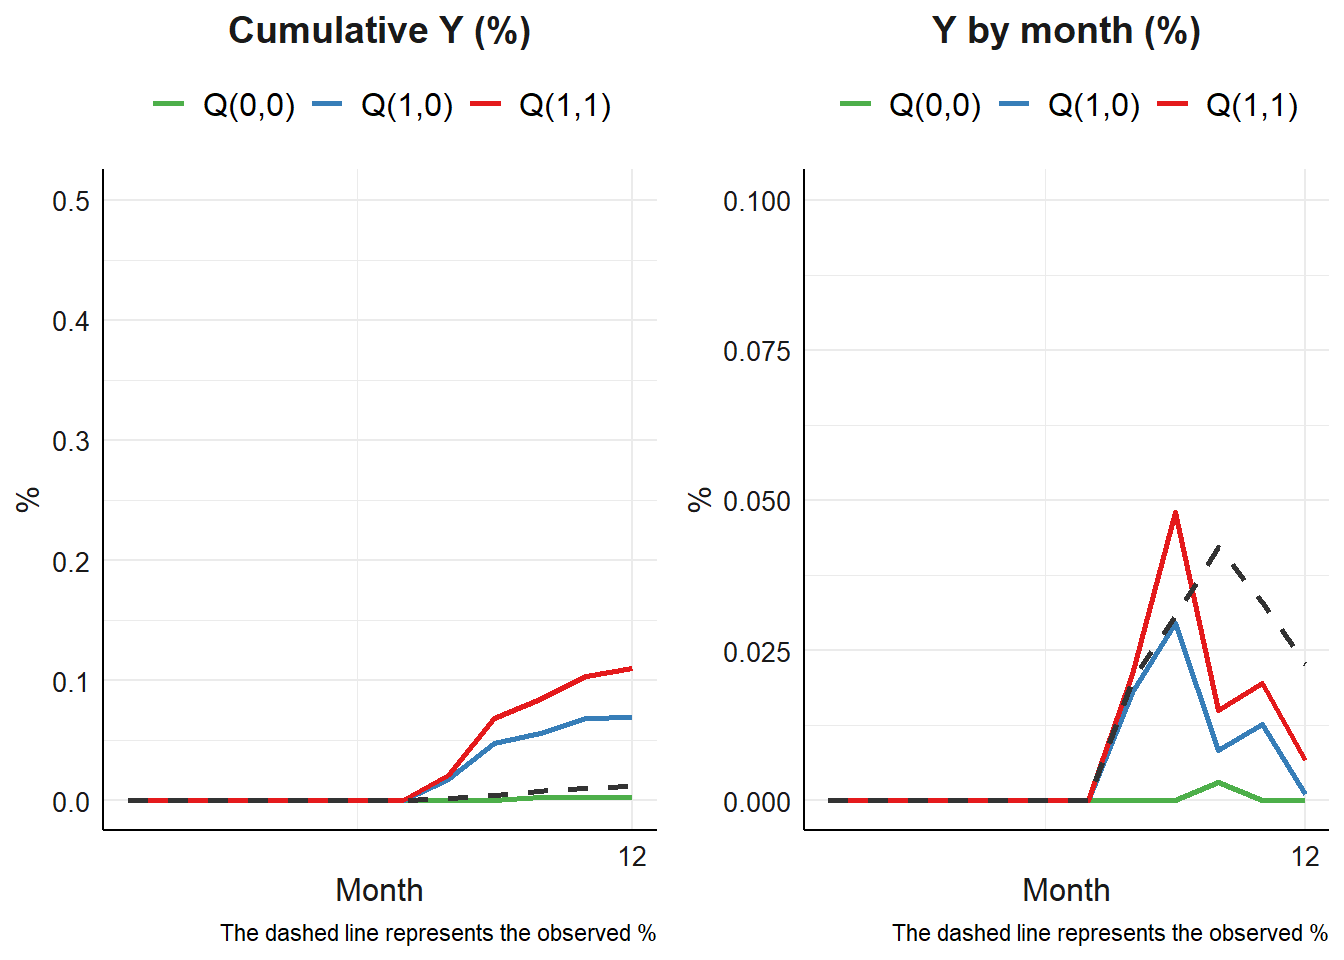 Cumulative Y (%)
Q(0,0) Q(1,0) Q(1,1)
0.5
0.4
0.3
0.2
0.1
0.0
%
12
Month
The dashed line represents the observed %
Y by month (%)
Q(0,0) Q(1,0) Q(1,1)
0.100
0.075
0.050
0.025
0.000
%
12
Month
The dashed line represents the observed %